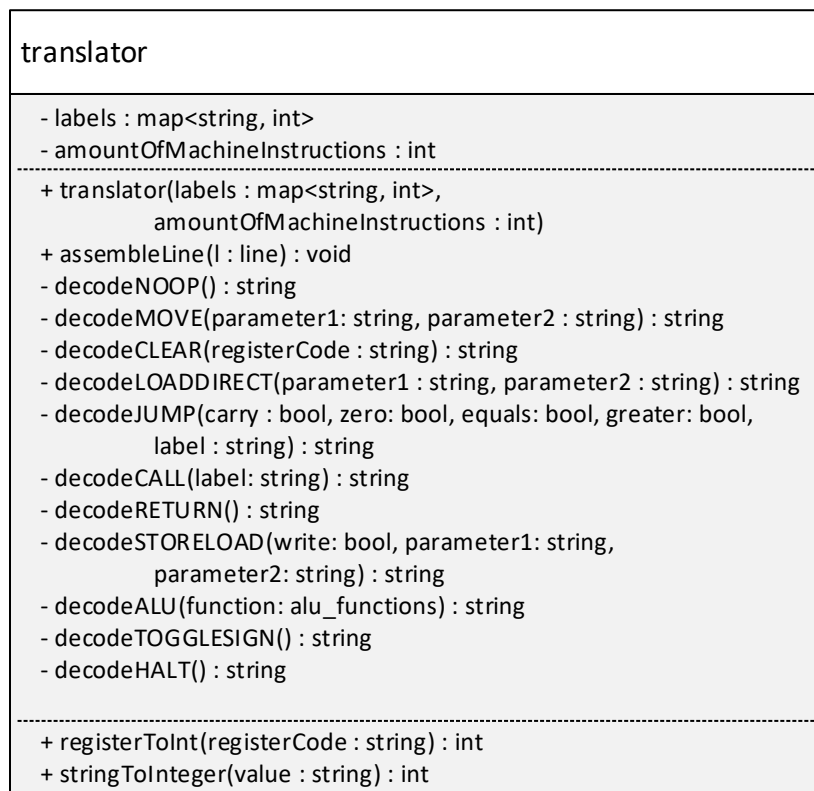 translator
- labels : map<string, int>
- amountOfMachineInstructions : int
+ translator(labels : map<string, int>,
amountOfMachineInstructions : int)
+ assembleLine(l : line) : void
- decodeNOOP() : string
- decodeMOVE(parameter1: string, parameter2 : string) : string
- decodeCLEAR(registerCode : string) : string
- decodeLOADDIRECT(parameter1 : string, parameter2 : string) : string
- decodeJUMP(carry : bool, zero: bool, equals: bool, greater: bool,
label : string) : string
- decodeCALL(label: string) : string
- decodeRETURN() : string
- decodeSTORELOAD(write: bool, parameter1: string,
parameter2: string) : string
- decodeALU(function: alu_functions) : string
- decodeTOGGLESIGN() : string
- decodeHALT() : string
+ registerToInt(registerCode : string) : int
+ stringToInteger(value : string) : int